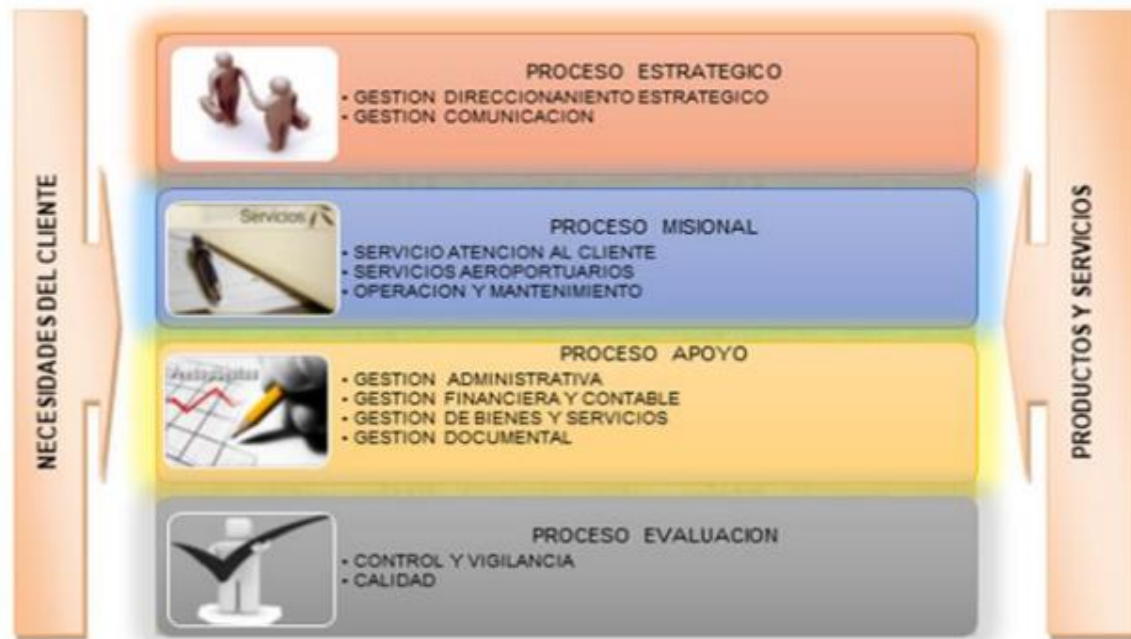 NECESIDADES DEL CLIENTE
PROCESO ESTRATEGICO
- GESTION DIRECCIONANIENTO ESTRATEGICO
- GESTION COMUNICACION
Servicios
PROCESO MISIONAL
- SERVICIO ATENCION AL CLIENTE
- SERVICIOS AEROPORTUARIOS
- OPERACION Y MANTENIMIENTO
PROCESO APOYO
- GESTION ADMINISTRATIVA
- GESTION FINANCIERA Y CONTABLE
- GESTION DE BIENES Y SERVICIOS
- GESTION DOCUMENTAL
PROCESO EVALUACION
- CONTROL Y VIGILANCIA
- CALIDAD
PRODUCTOS Y SERVICIOS